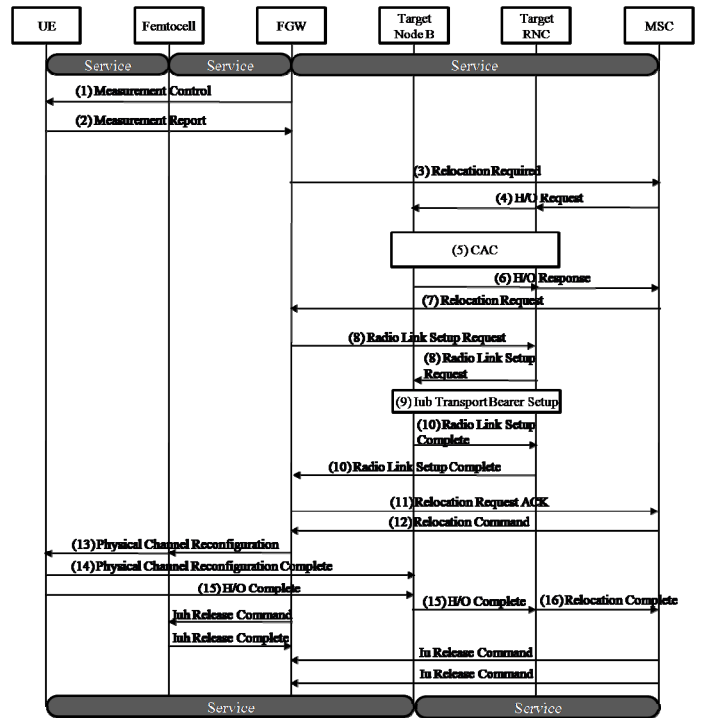 UE
Femtocell
FGW
Target
Node B
Target
RNC
MSC
Service
Service
Service
(1) Measurement Control
(2) Measurement Report
(3) Relocation Required
(4) H/O Request
(5) CAC
(6) H/O Response
(7) Relocation Request
(8) Radio Link Setup Request
(8) Radio Link Setup
Request
(9) Iub Transport Bearer Setup
(10) Radio Link Setup
Complete
(10) Radio Link Setup Complete
(11) Relocation Request ACK
(12) Relocation Command
(13) Physical Channel Reconfiguration
(14) Physical Channel Reconfiguration Complete
(15) H/O Complete
(15) H/O Complete
(16) Relocation Complete
Iuh Release Command
Iuh Release Complete
Iu Release Command
Iu Release Command
Service
Service